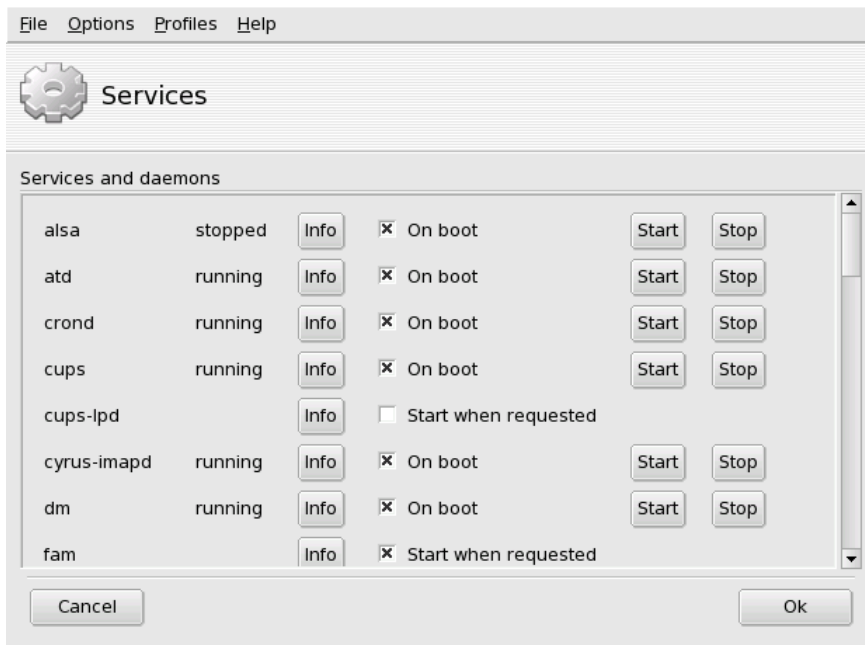 File Options Profiles Help
Services
Services and daemons
alsa stopped Info On boot Start Stop
atd running Info On boot Start Stop
crond running Info On boot Start Stop
cups running Info On boot Start Stop
cups-lpd Info Start when requested
cyrus-imapd running Info On boot Start Stop
dm running Info On boot Start Stop
fam Info Start when requested
Cancel Ok